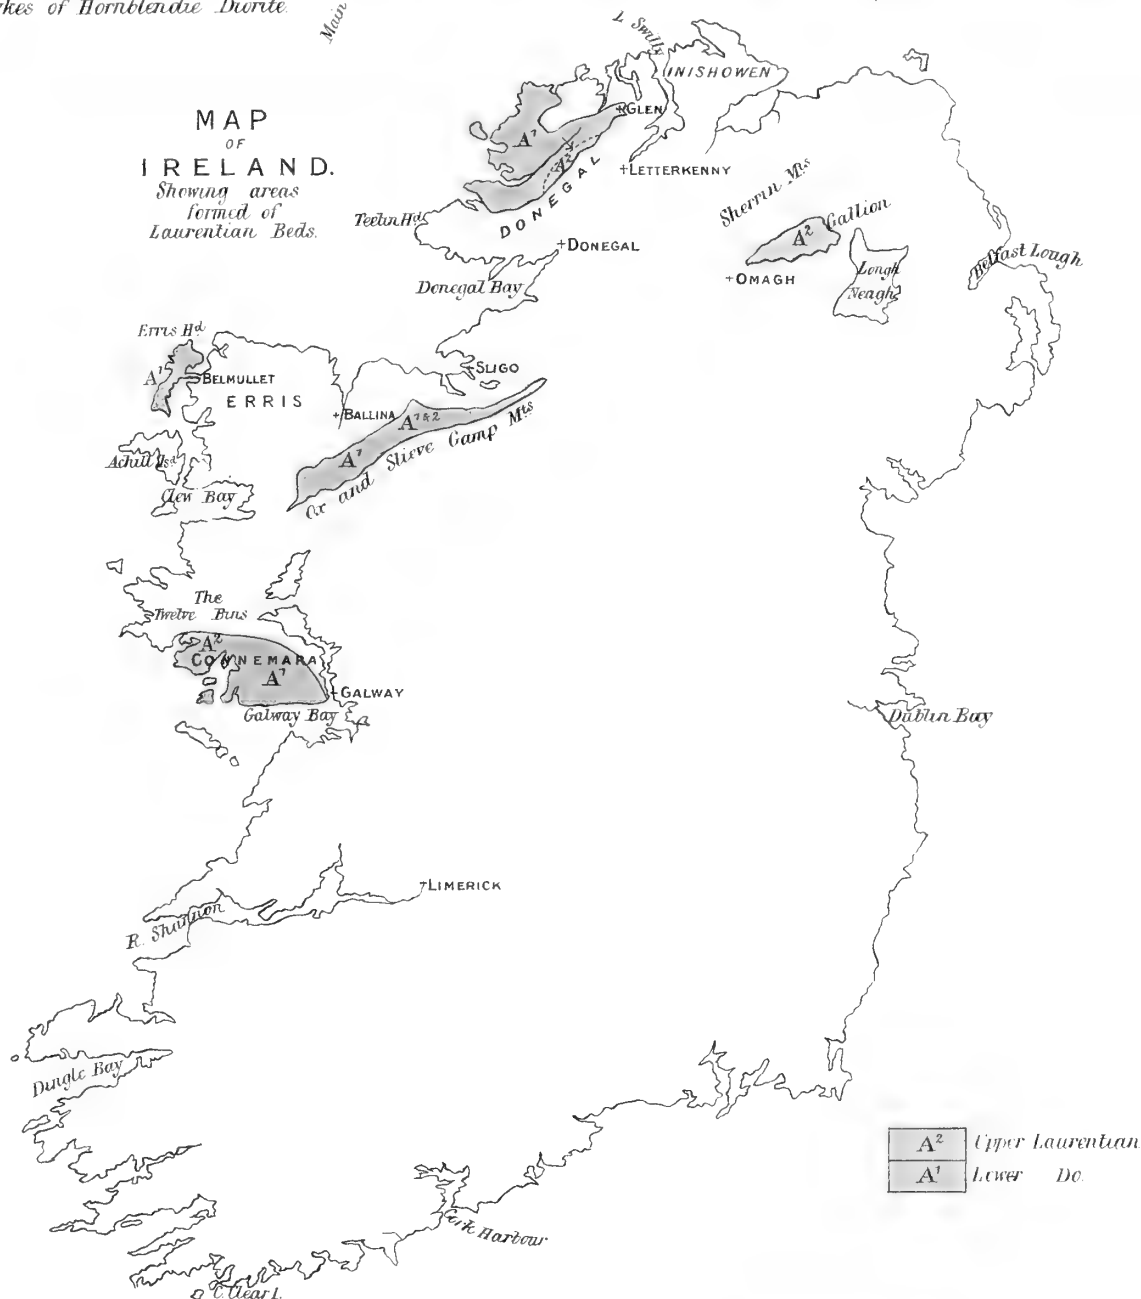 ykes of Hornblendic Diorite.
Main
L. Swilly
INISHOWEN
MAP
OF
IRELAND.
Showing areas
formed of
Laurentian Beds.
A¹
+GLEN
A²
DONEGAL
+LETTERKENNY
Teelin Hd
+DONEGAL
Donegal Bay
Sherrin Mts
A²
Gallion
+OMAGH
Lough
Neagh
Belfast Lough
Erris Hd
A¹
BELMULLET
ERRIS
+SLIGO
+BALLINA
A¹ & 2
A¹
Ox and Slieve Gamp Mts
Achill Isd
Clew Bay
The
Twelve Bins
A²
CONNEMARA
A¹
+GALWAY
Galway Bay
Dublin Bay
+LIMERICK
R. Shannon
Dingle Bay
Cork Harbour
C. Clear I.
A² Upper Laurentian
A¹ Lower Do.